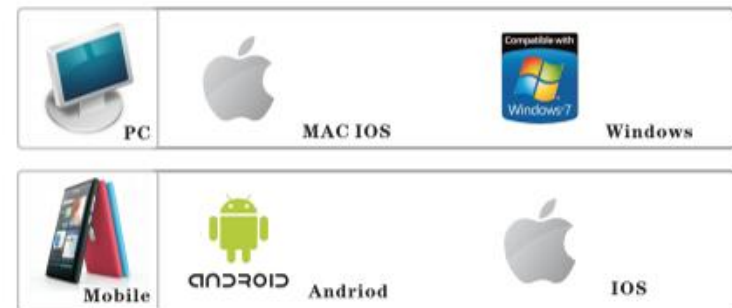 Compatible with
Windows 7
PC
MAC IOS
Windows
ANDROID
Mobile
Andriod
IOS